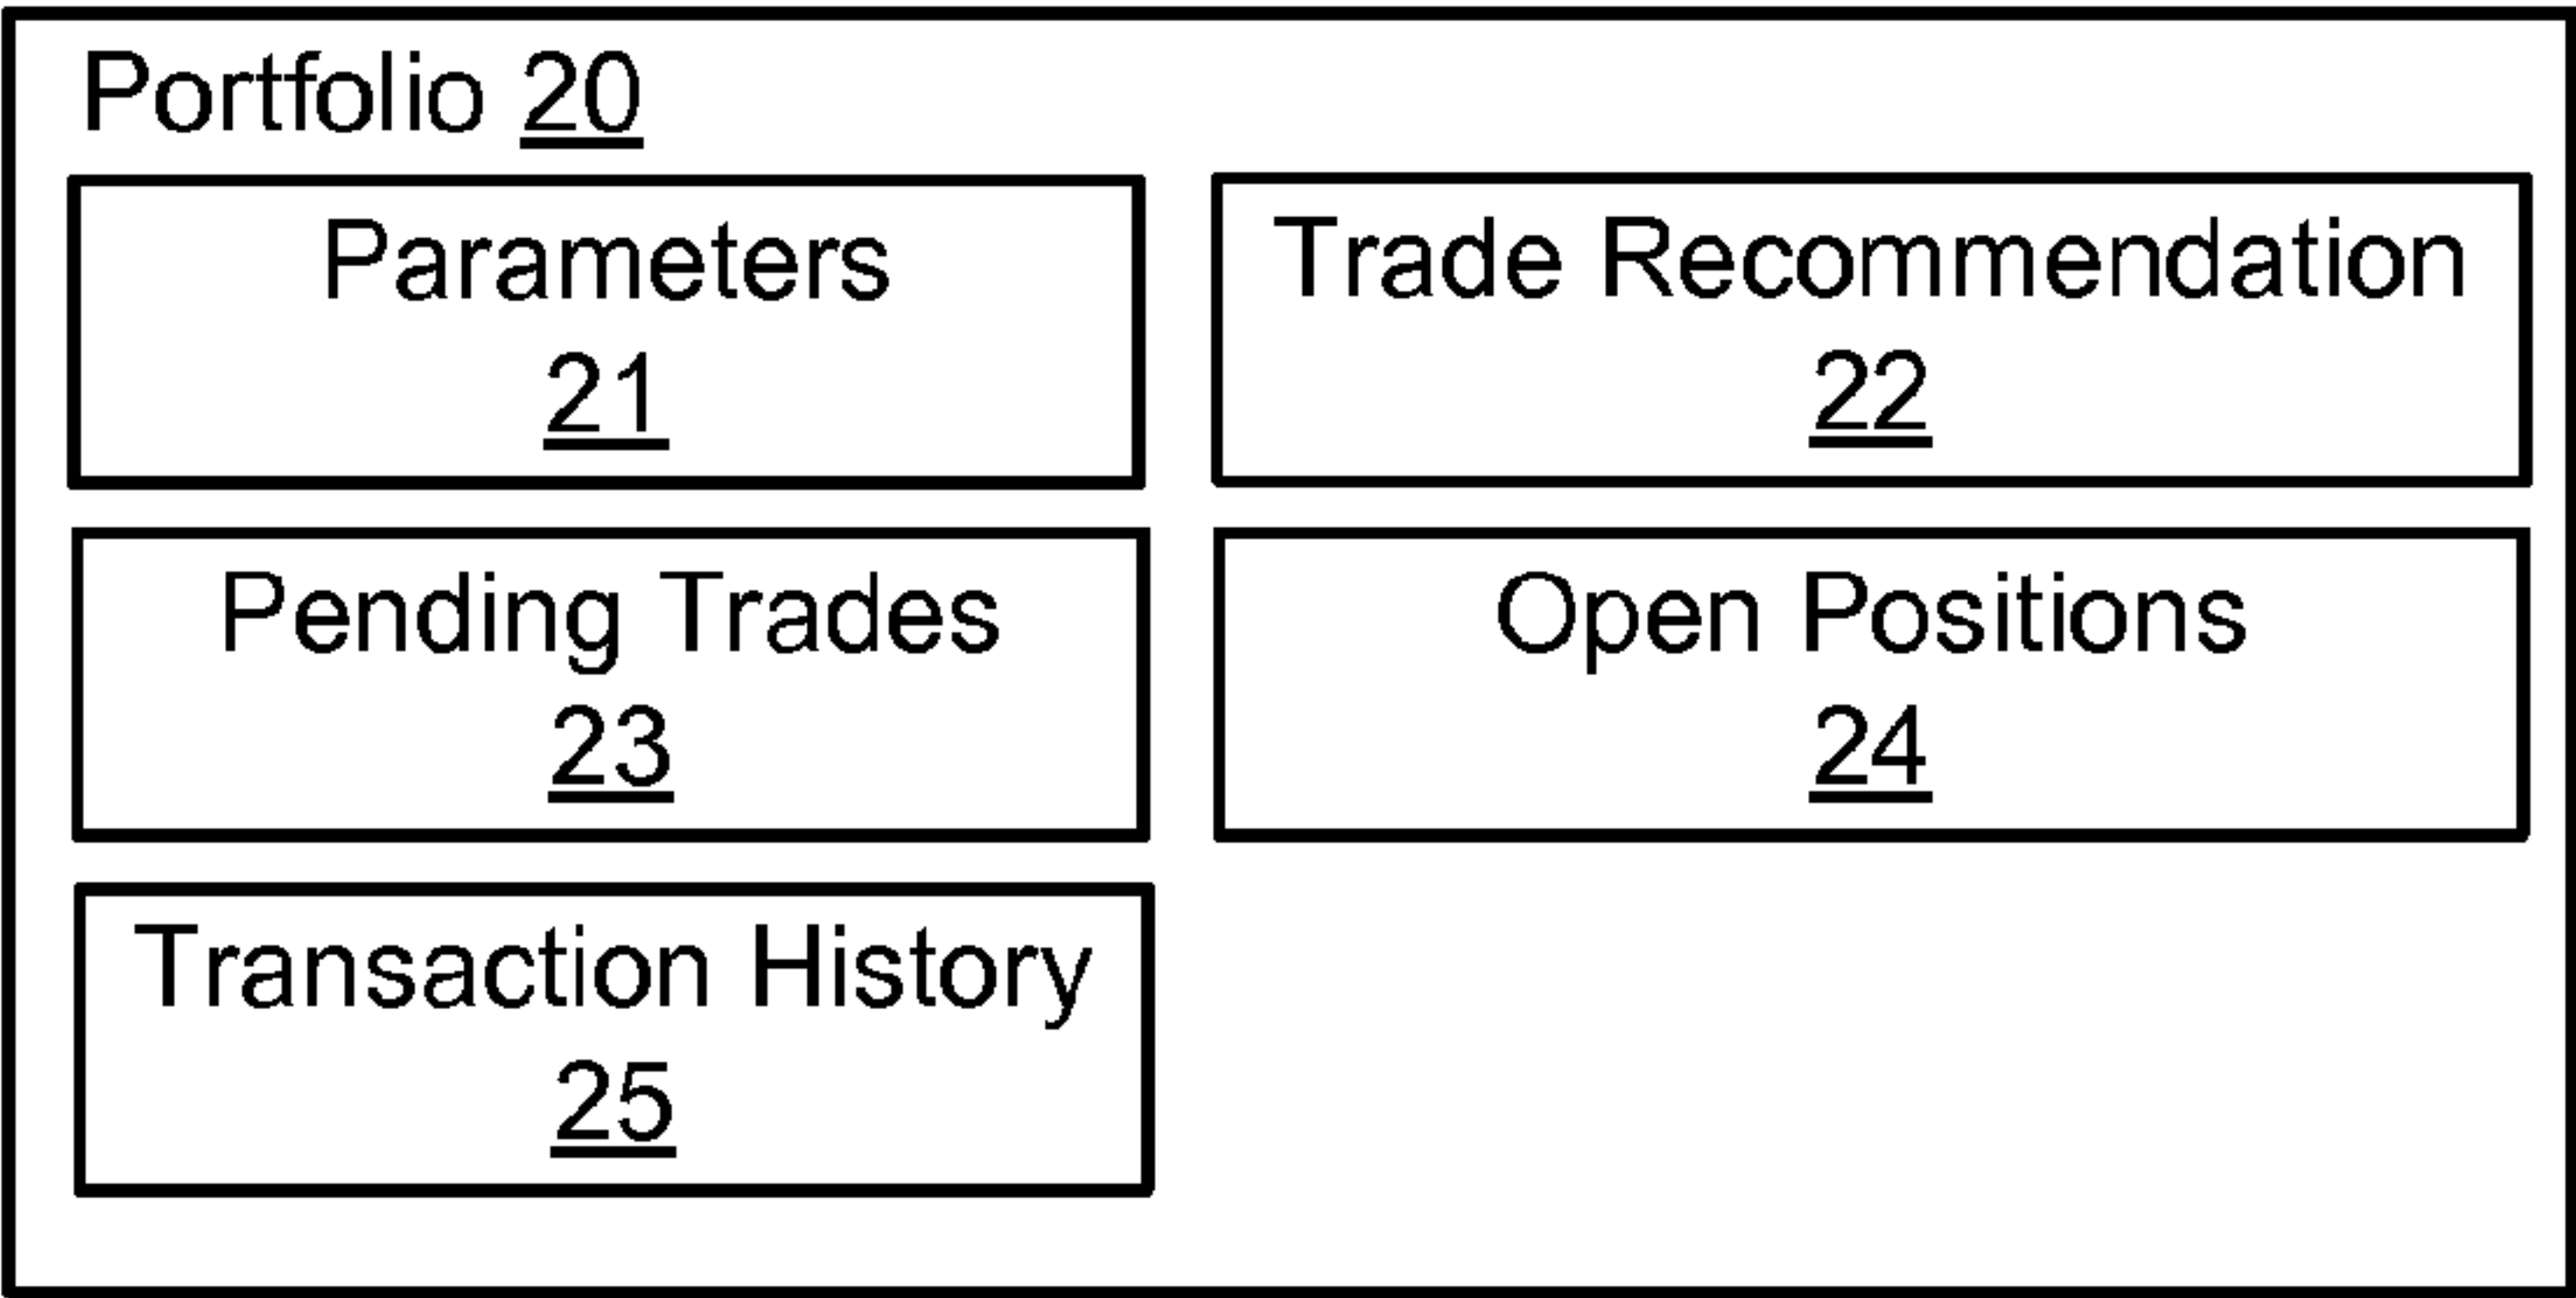 Portfolio 20
Parameters
21
Trade Recommendation
22
Pending Trades
23
Open Positions
24
Transaction History
25